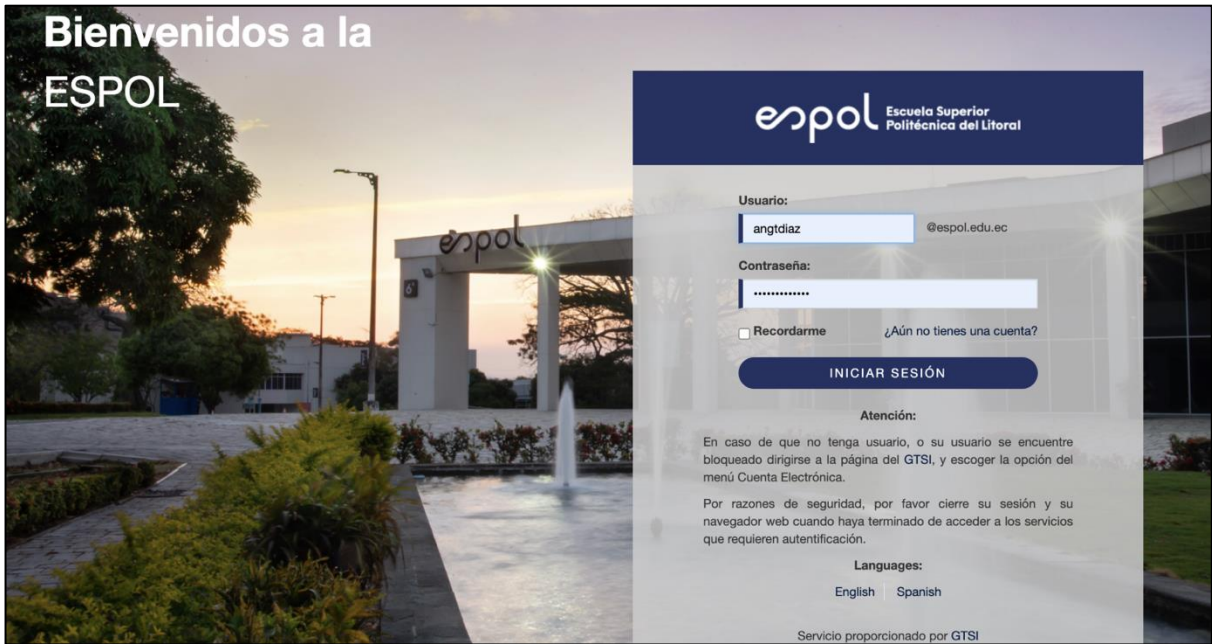 Bienvenidos a la
ESPOL
espol
Escuela Superior
Politécnica del Litoral
espol
6
Usuario:
angtdiaz
@espol.edu.ec
Contraseña:
•••••••••••••
Recordarme
¿Aún no tienes una cuenta?
INICIAR SESIÓN
Atención:
En caso de que no tenga usuario, o su usuario se encuentre
bloqueado dirigirse a la página del GTSI, y escoger la opción del
menú Cuenta Electrónica.
Por razones de seguridad, por favor cierre su sesión y su
navegador web cuando haya terminado de acceder a los servicios
que requieren autentificación.
Languages:
English
Spanish
Servicio proporcionado por GTSI